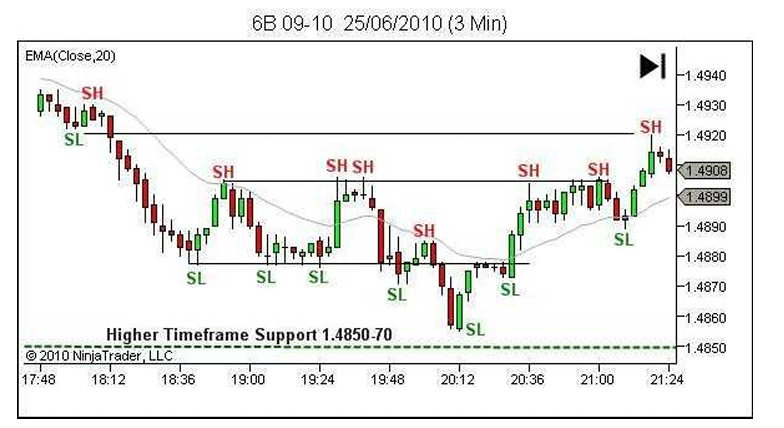 6B 09-10 25/06/2010 (3 Min)
EMA(Close,20)
1.4940
SH
1.4930
SH
SL
1.4920
SH SH SH SH SH
1.4908
1.4899
SH
SL
1.4890
1.4880
SL SL SL
SL SL
1.4870
SL
1.4860
Higher Timeframe Support 1.4850-70
1.4850
© 2010 NinjaTrader, LLC
17:48 18:12 18:36 19:00 19:24 19:48 20:12 20:36 21:00 21:24